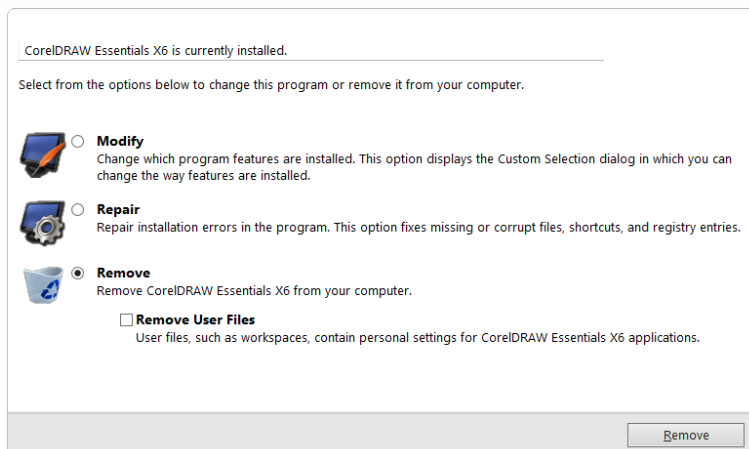 CorelDRAW Essentials X6 is currently installed.
Select from the options below to change this program or remove it from your computer.
Modify
Change which program features are installed. This option displays the Custom Selection dialog in which you can
change the way features are installed.
Repair
Repair installation errors in the program. This option fixes missing or corrupt files, shortcuts, and registry entries.
Remove
Remove CorelDRAW Essentials X6 from your computer.
Remove User Files
User files, such as workspaces, contain personal settings for CorelDRAW Essentials X6 applications.
Remove